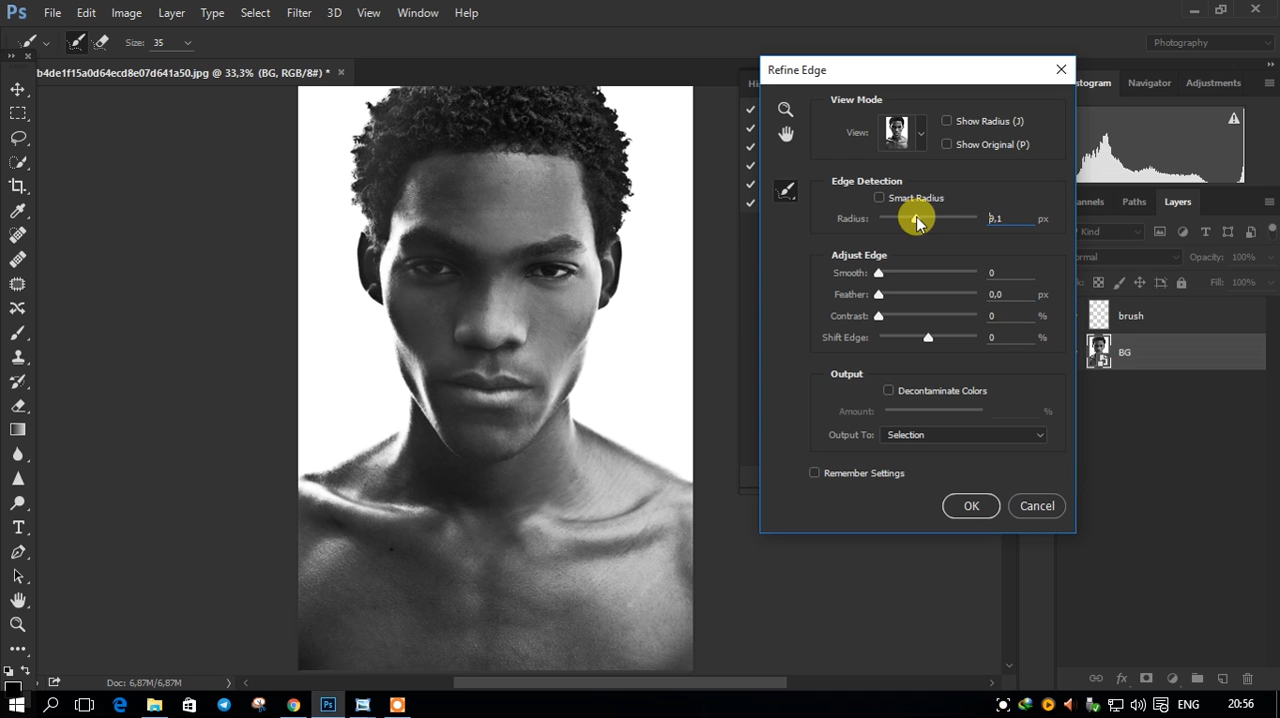 Ps File Edit Image Layer Type Select Filter 3D View Window Help
Size: 35
Photography
b4de1f15a0d64ecd8e07d641a50.jpg @ 33,3% (BG, RGB/8#) * ×
Refine Edge
View Mode
View:
Show Radius (J)
Show Original (P)
Edge Detection
Smart Radius
Radius: 9,1 px
Adjust Edge
Smooth: 0
Feather: 0,0 px
Contrast: 0 %
Shift Edge: 0 %
Output
Decontaminate Colors
Amount: %
Output To: Selection
Remember Settings
OK Cancel
Navigator Adjustments
Paths Layers
Kind
Opacity: 100%
Fill: 100%
brush
BG
Doc: 6,87M/6,87M
Ps
ENG 20:56